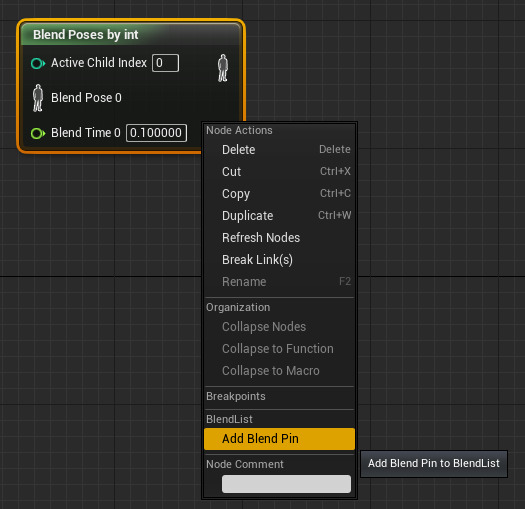 Blend Poses by int
Active Child Index 0
Blend Pose 0
Blend Time 0 0.100000
Node Actions
Delete Delete
Cut Ctrl+X
Copy Ctrl+C
Duplicate Ctrl+W
Refresh Nodes
Break Link(s)
Rename F2
Organization
Collapse Nodes
Collapse to Function
Collapse to Macro
Breakpoints
BlendList
Add Blend Pin
Add Blend Pin to BlendList
Node Comment